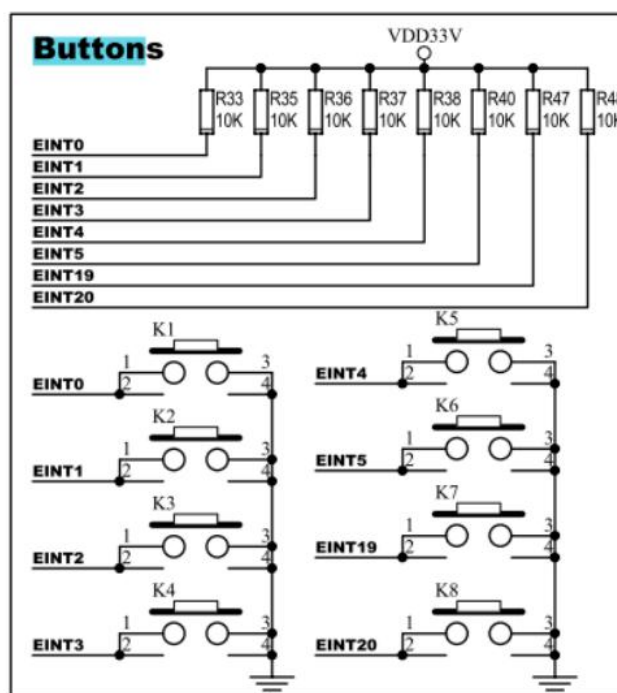 Buttons
VDD33V
R33 R35 R36 R37 R38 R40 R47 R48
10K 10K 10K 10K 10K 10K 10K 10K
EINT0
EINT1
EINT2
EINT3
EINT4
EINT5
EINT19
EINT20
K1
1 3
EINT0 2 4
K2
1 3
EINT1 2 4
K3
1 3
EINT2 2 4
K4
1 3
EINT3 2 4
K5
1 3
EINT4 2 4
K6
1 3
EINT5 2 4
K7
1 3
EINT19 2 4
K8
1 3
EINT20 2 4